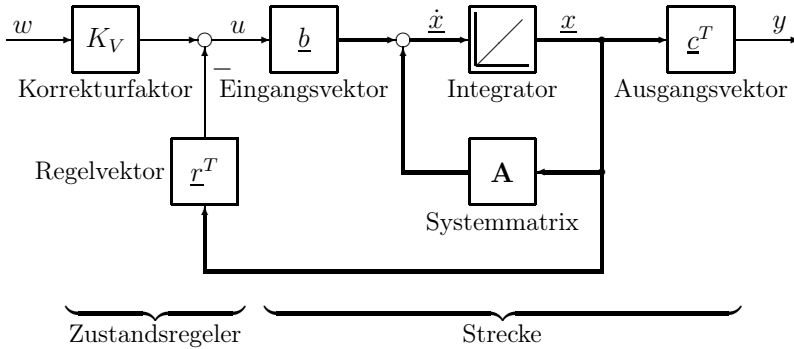 w
K_V
−
u
b
ẋ
x
c^T
y
Korrekturfaktor
Eingangsvektor
Integrator
Ausgangsvektor
Regelvektor
r^T
A
Systemmatrix
Zustandsregeler
Strecke